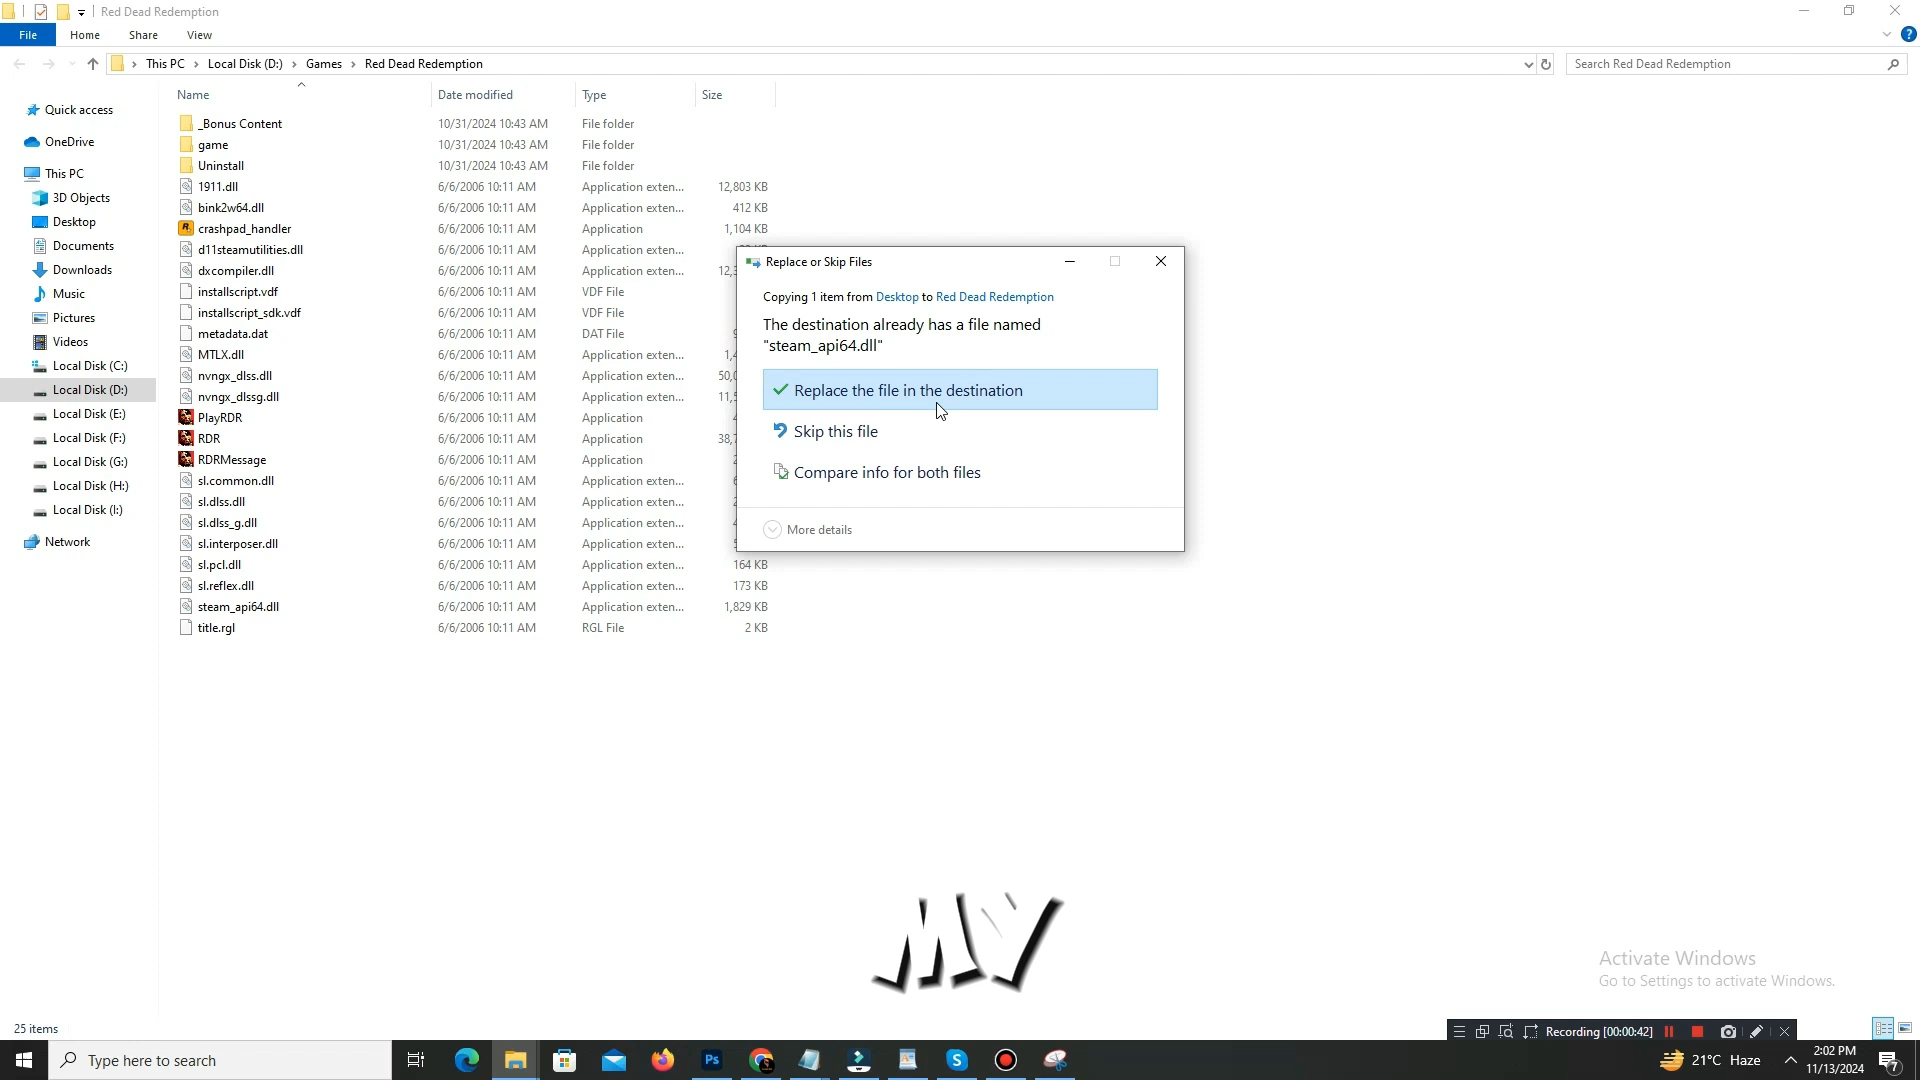 Red Dead Redemption
File
Home
Share
View
This PC
Local Disk (D:)
Games
Red Dead Redemption
Search Red Dead Redemption
Quick access
OneDrive
This PC
3D Objects
Desktop
Documents
Downloads
Music
Pictures
Videos
Local Disk (C:)
Local Disk (D:)
Local Disk (E:)
Local Disk (F:)
Local Disk (G:)
Local Disk (H:)
Local Disk (I:)
Network
Name Date modified Type Size
_Bonus Content 10/31/2024 10:43 AM File folder
game 10/31/2024 10:43 AM File folder
Uninstall 10/31/2024 10:43 AM File folder
1911.dll 6/6/2006 10:11 AM Application exten... 12,803 KB
bink2w64.dll 6/6/2006 10:11 AM Application exten... 412 KB
crashpad_handler 6/6/2006 10:11 AM Application 1,104 KB
d11steamutilities.dll 6/6/2006 10:11 AM Application exten...
dxcompiler.dll 6/6/2006 10:11 AM Application exten...
installscript.vdf 6/6/2006 10:11 AM VDF File
installscript_sdk.vdf 6/6/2006 10:11 AM VDF File
metadata.dat 6/6/2006 10:11 AM DAT File
MTLX.dll 6/6/2006 10:11 AM Application exten...
nvngx_dlss.dll 6/6/2006 10:11 AM Application exten...
nvngx_dlssg.dll 6/6/2006 10:11 AM Application exten...
PlayRDR 6/6/2006 10:11 AM Application
RDR 6/6/2006 10:11 AM Application
RDRMessage 6/6/2006 10:11 AM Application
sl.common.dll 6/6/2006 10:11 AM Application exten...
sl.dlss.dll 6/6/2006 10:11 AM Application exten...
sl.dlss_g.dll 6/6/2006 10:11 AM Application exten...
sl.interposer.dll 6/6/2006 10:11 AM Application exten...
sl.pcl.dll 6/6/2006 10:11 AM Application exten... 164 KB
sl.reflex.dll 6/6/2006 10:11 AM Application exten... 173 KB
steam_api64.dll 6/6/2006 10:11 AM Application exten... 1,829 KB
title.rgl 6/6/2006 10:11 AM RGL File 2 KB
Replace or Skip Files
Copying 1 item from Desktop to Red Dead Redemption
The destination already has a file named
"steam_api64.dll"
Replace the file in the destination
Skip this file
Compare info for both files
More details
MY
Activate Windows
Go to Settings to activate Windows.
25 items
Recording [00:00:42]
Type here to search
Ps
21°C Haze
2:02 PM
11/13/2024
7